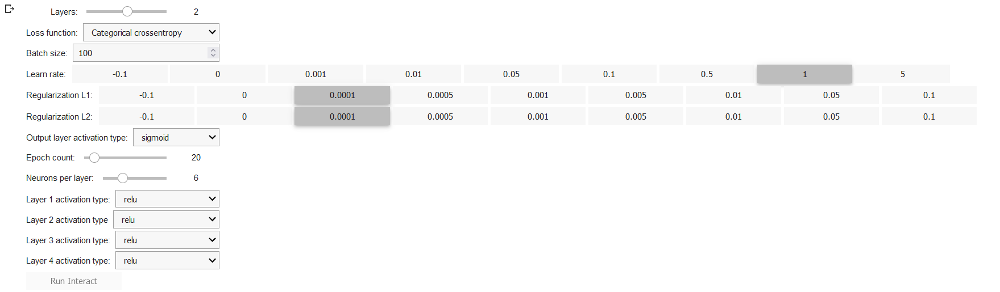 Layers: 2
Loss function: Categorical crossentropy
Batch size: 100
Learn rate: -0.1 0 0.001 0.01 0.05 0.1 0.5 1 5
Regularization L1: -0.1 0 0.0001 0.0005 0.001 0.005 0.01 0.05 0.1
Regularization L2: -0.1 0 0.0001 0.0005 0.001 0.005 0.01 0.05 0.1
Output layer activation type: sigmoid
Epoch count: 20
Neurons per layer: 6
Layer 1 activation type: relu
Layer 2 activation type relu
Layer 3 activation type: relu
Layer 4 activation type: relu
Run Interact